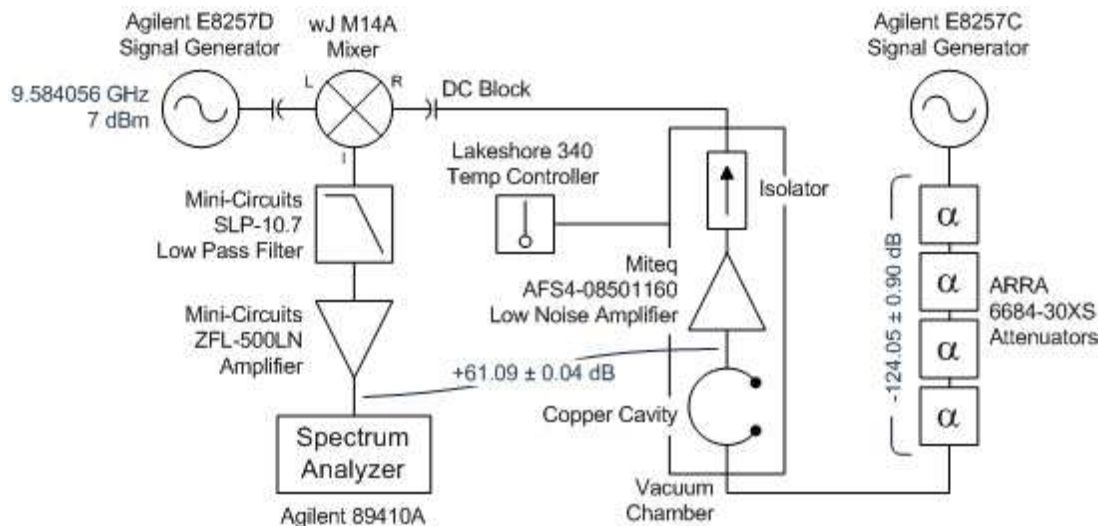 Agilent E8257D
Signal Generator
wJ M14A
Mixer
Agilent E8257C
Signal Generator
9.584056 GHz
7 dBm
L
R
I
DC Block
Lakeshore 340
Temp Controller
Isolator
Mini-Circuits
SLP-10.7
Low Pass Filter
Miteq
AFS4-08501160
Low Noise Amplifier
-124.05 ± 0.90 dB
α
α
α
α
ARRA
6684-30XS
Attenuators
Mini-Circuits
ZFL-500LN
Amplifier
+61.09 ± 0.04 dB
Copper Cavity
Spectrum
Analyzer
Agilent 89410A
Vacuum
Chamber